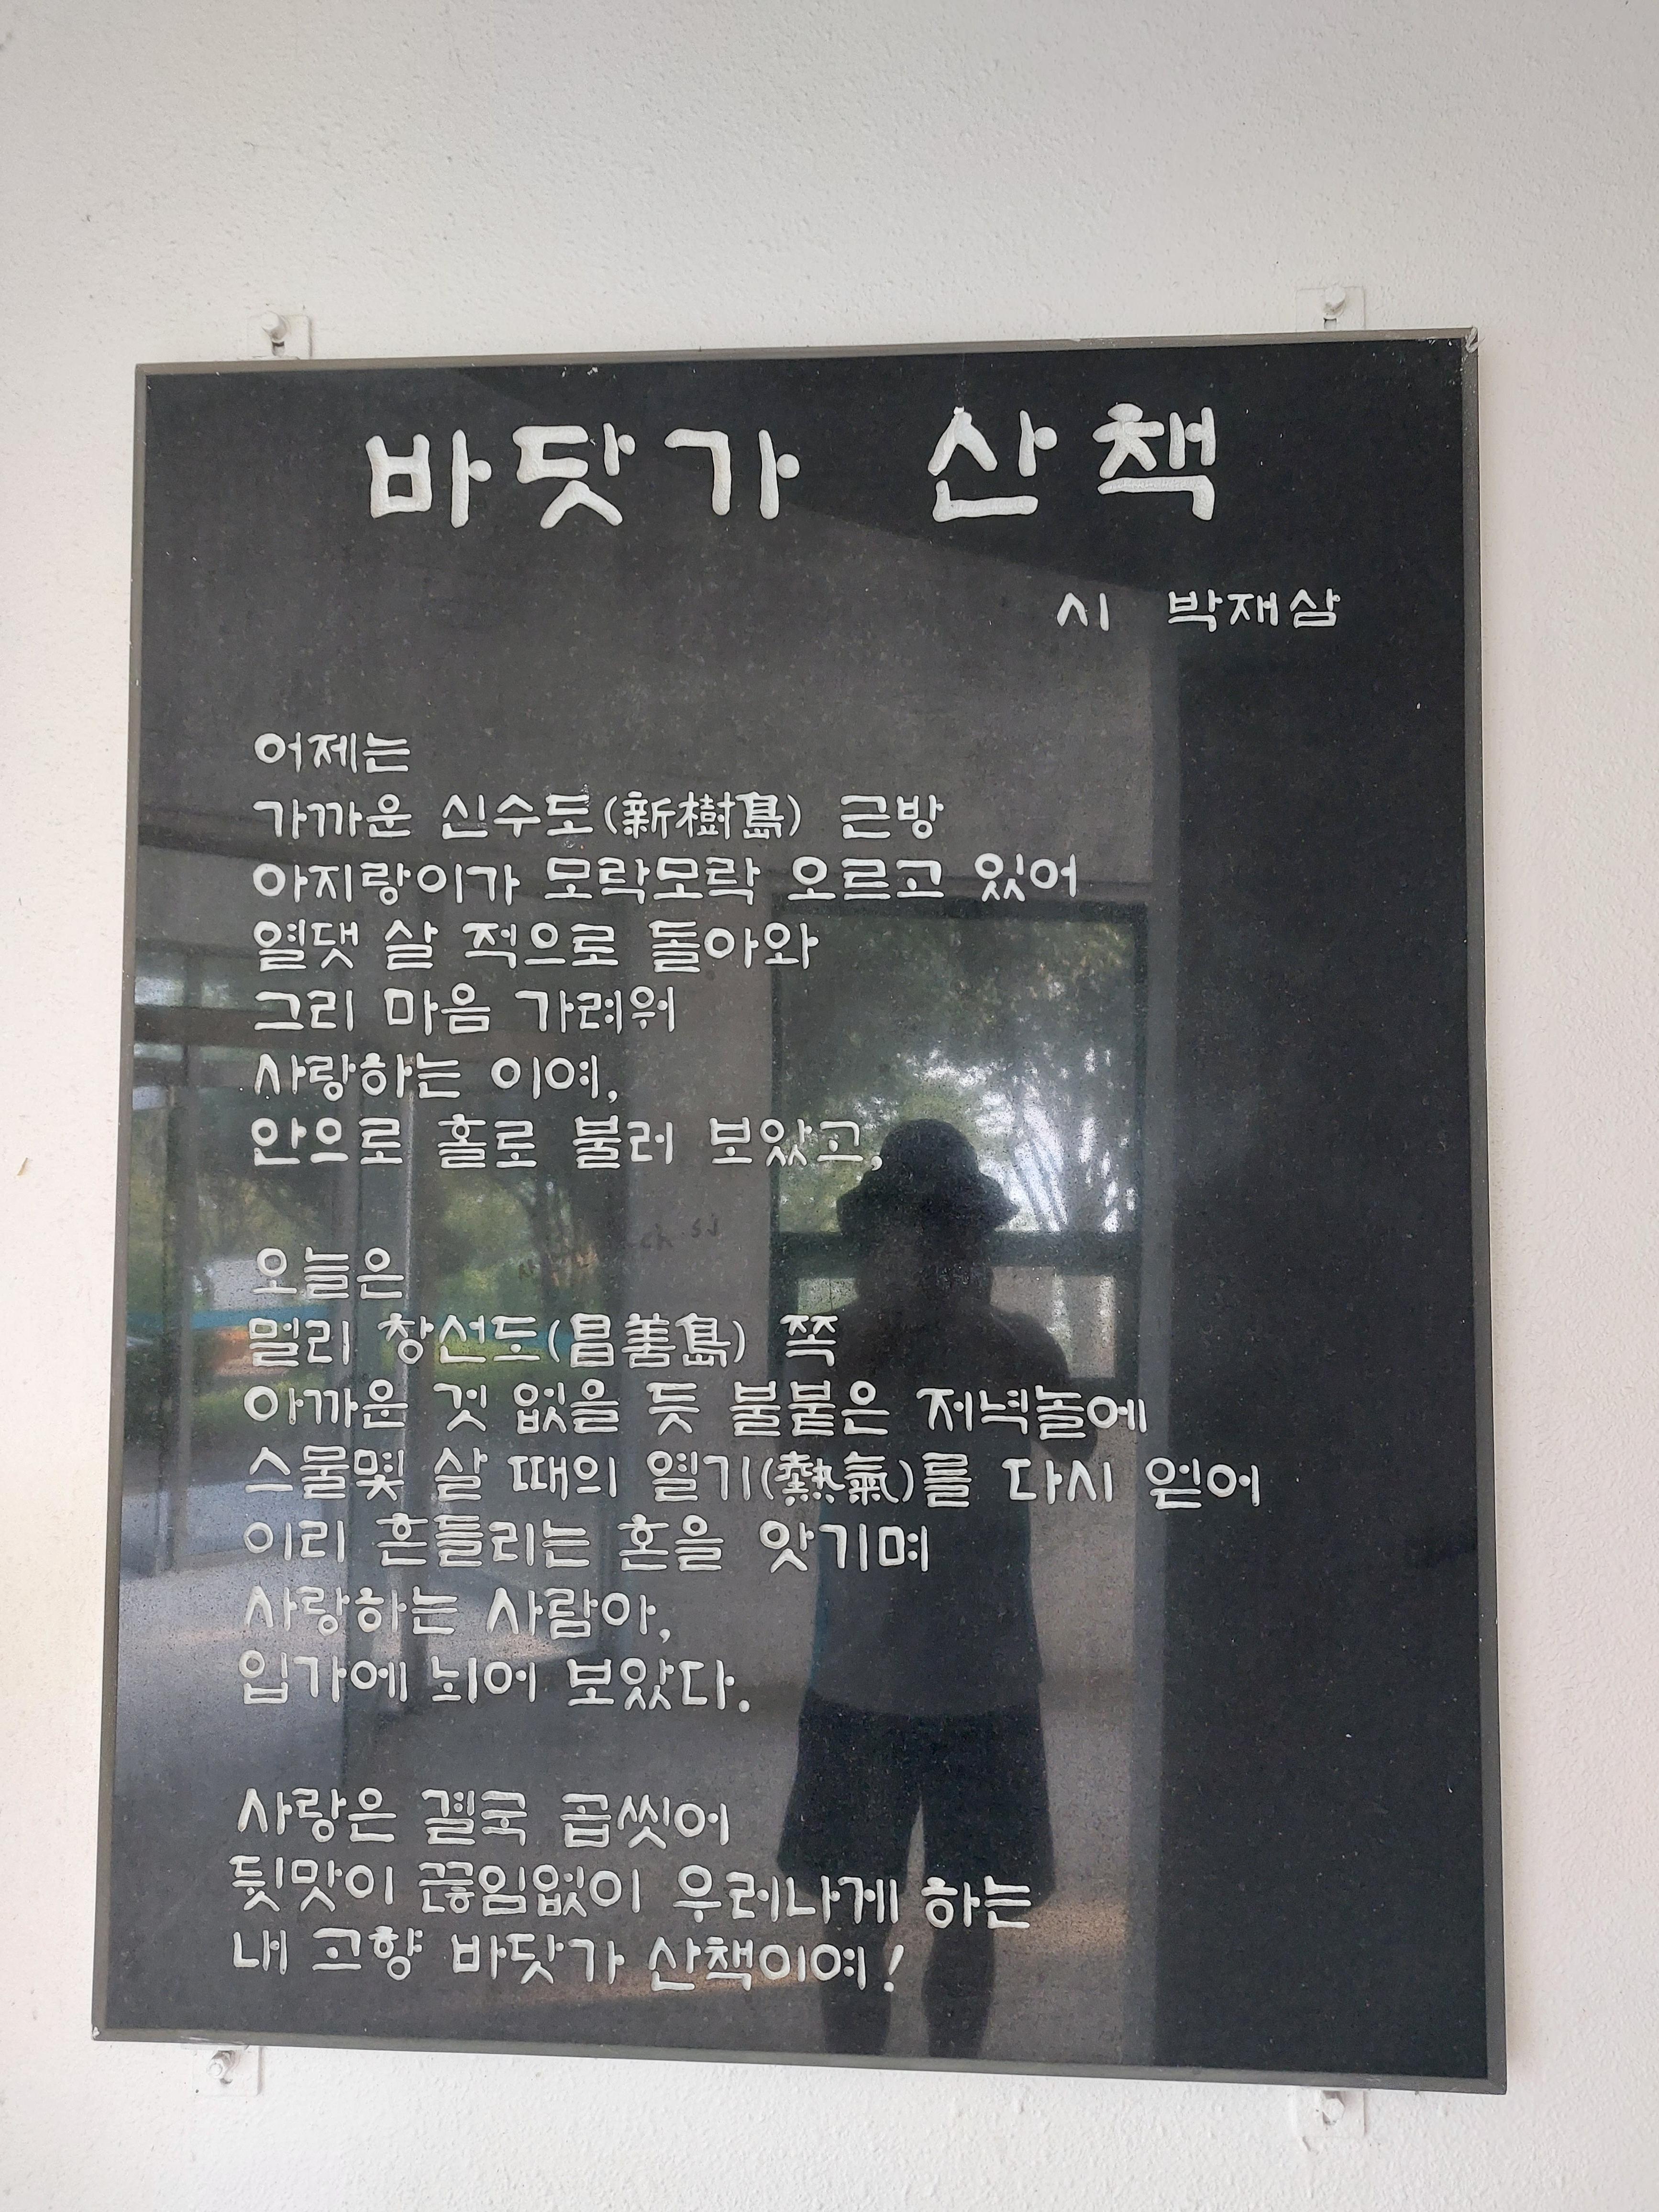 바닷가 산책
시 박재삼
어제는
가까운 신수도(新樹島) 근방
아지랑이가 모락모락 오르고 있어
열댓 살 적으로 돌아와
그리 마음 가려워
사랑하는 이여,
안으로 홀로 불러 보았고,
오늘은
멀리 창선도(昌善島) 쪽
아까운 것 없을 듯 불붙은 저녁놀에
스물몇 살 때의 열기(熱氣)를 다시 얻어
이리 흔들리는 혼을 앗기며
사랑하는 사람아,
입가에 뇌어 보았다.
사랑은 결국 곱씻어
뒷맛이 끊임없이 우러나게 하는
내 고향 바닷가 산책이여!